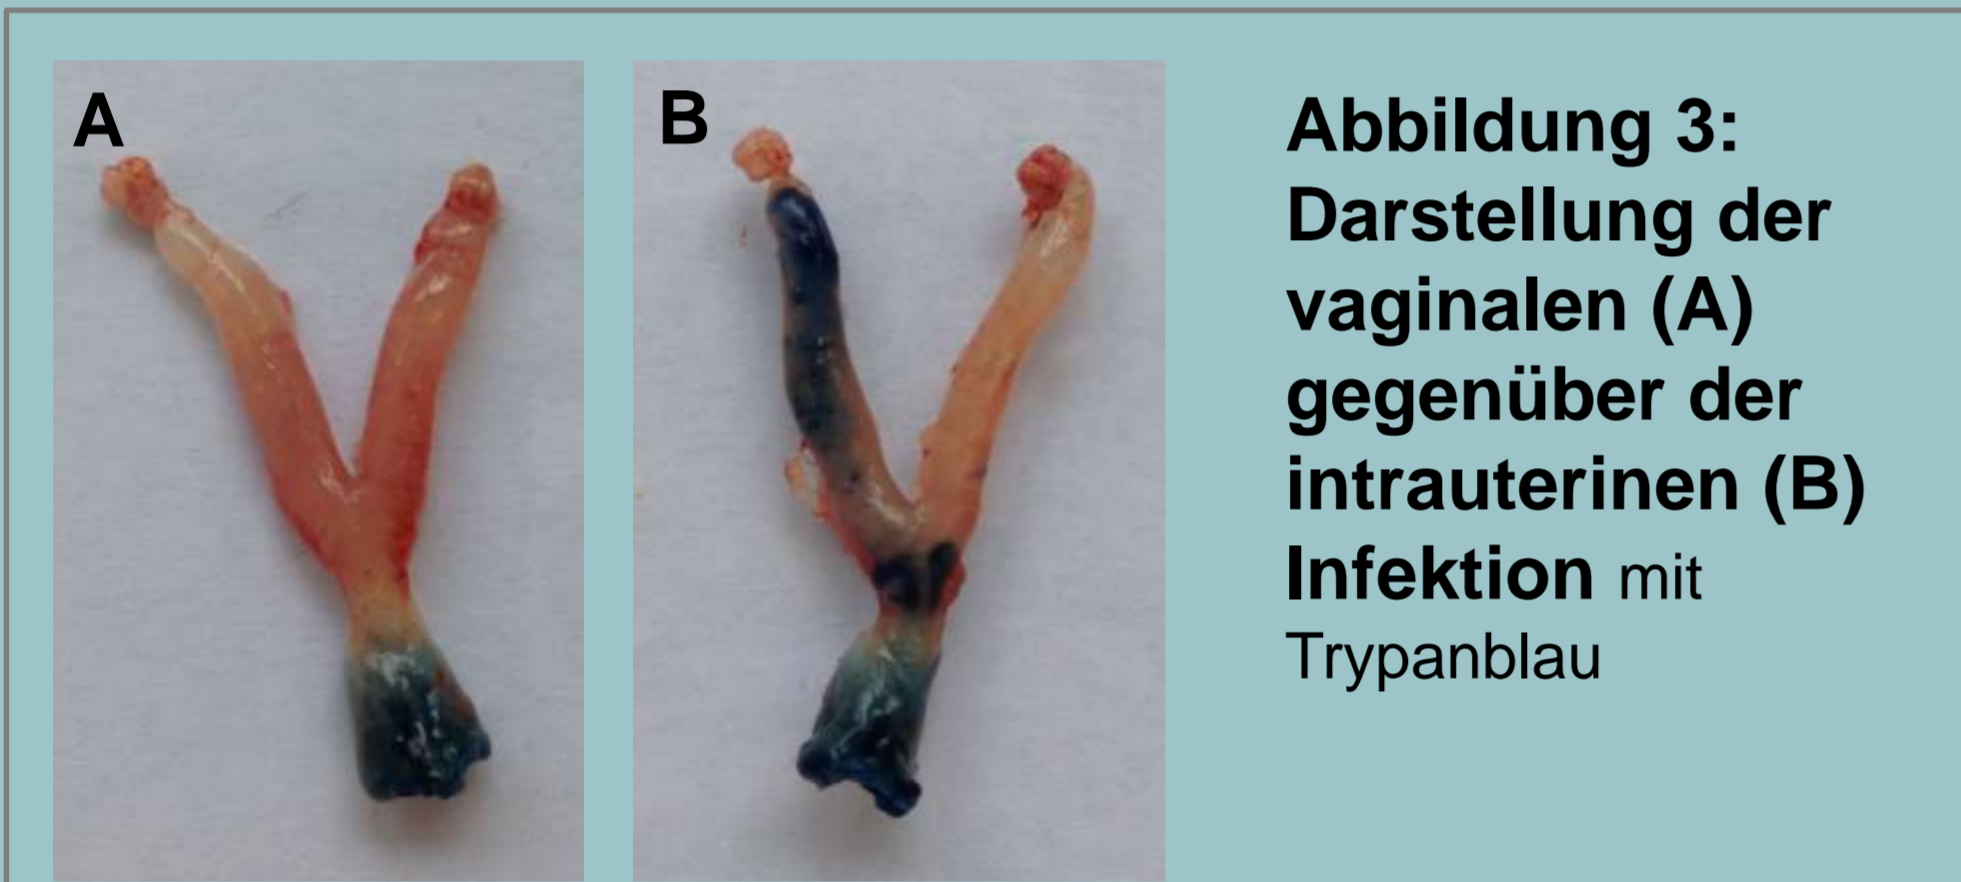 A
B
Abbildung 3:
Darstellung der
vaginalen (A)
gegenüber der
intrauterinen (B)
Infektion mit
Trypanblau